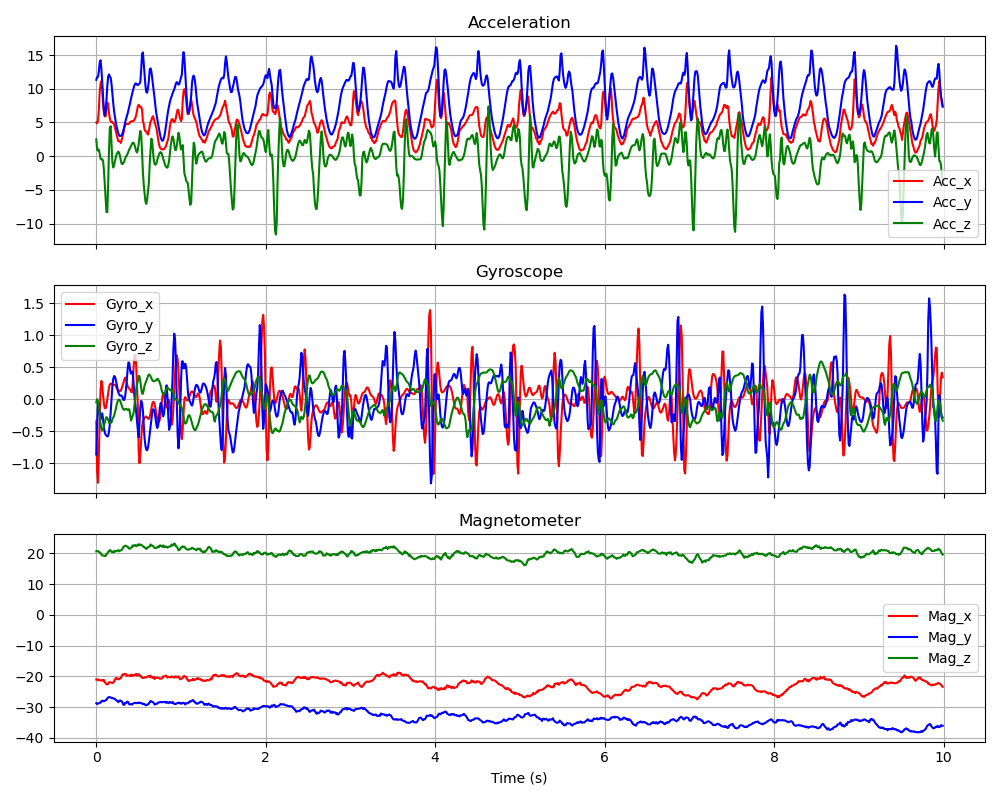 Acceleration
15
10
5
0
−5
−10
Acc_x
Acc_y
Acc_z
Gyroscope
1.5
1.0
0.5
0.0
−0.5
−1.0
Gyro_x
Gyro_y
Gyro_z
Magnetometer
20
10
0
−10
−20
−30
−40
Mag_x
Mag_y
Mag_z
0 2 4 6 8 10
Time (s)